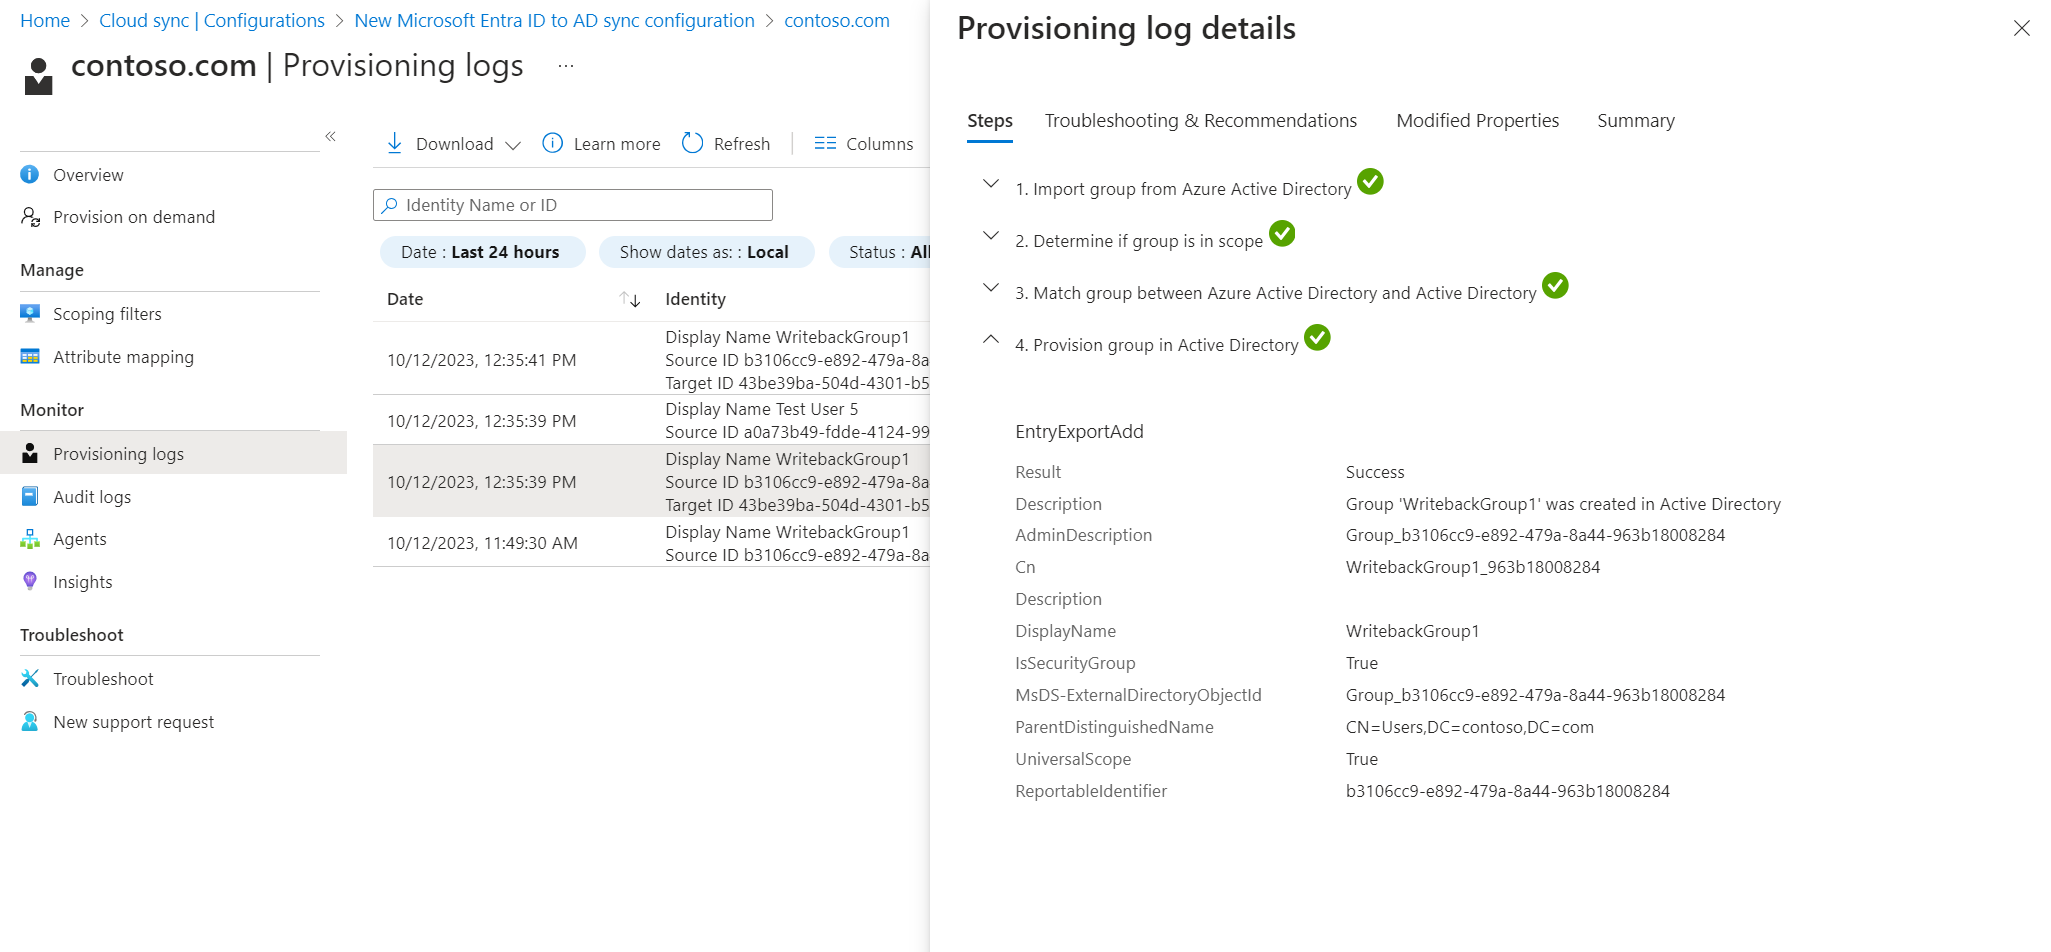 Home > Cloud sync | Configurations > New Microsoft Entra ID to AD sync configuration > contoso.com
contoso.com | Provisioning logs ...
Overview
Provision on demand
Manage
Scoping filters
Attribute mapping
Monitor
Provisioning logs
Audit logs
Agents
Insights
Troubleshoot
Troubleshoot
New support request
Download Learn more Refresh | Columns
Identity Name or ID
Date : Last 24 hours Show dates as: : Local Status : All
Date Identity
Display Name WritebackGroup1
10/12/2023, 12:35:41 PM Source ID b3106cc9-e892-479a-8a
Target ID 43be39ba-504d-4301-b5
Display Name Test User 5
10/12/2023, 12:35:39 PM
Source ID a0a73b49-fdde-4124-99
Display Name WritebackGroup1
10/12/2023, 12:35:39 PM Source ID b3106cc9-e892-479a-8a
Target ID 43be39ba-504d-4301-b5
Display Name WritebackGroup1
10/12/2023, 11:49:30 AM
Source ID b3106cc9-e892-479a-8a
Provisioning log details
Steps Troubleshooting & Recommendations Modified Properties Summary
1. Import group from Azure Active Directory
2. Determine if group is in scope
3. Match group between Azure Active Directory and Active Directory
4. Provision group in Active Directory
EntryExportAdd
Result Success
Description Group 'WritebackGroup1' was created in Active Directory
AdminDescription Group_b3106cc9-e892-479a-8a44-963b18008284
Cn WritebackGroup1_963b18008284
Description
DisplayName WritebackGroup1
IsSecurityGroup True
MsDS-ExternalDirectoryObjectId Group_b3106cc9-e892-479a-8a44-963b18008284
ParentDistinguishedName CN=Users,DC=contoso,DC=com
UniversalScope True
ReportableIdentifier b3106cc9-e892-479a-8a44-963b18008284